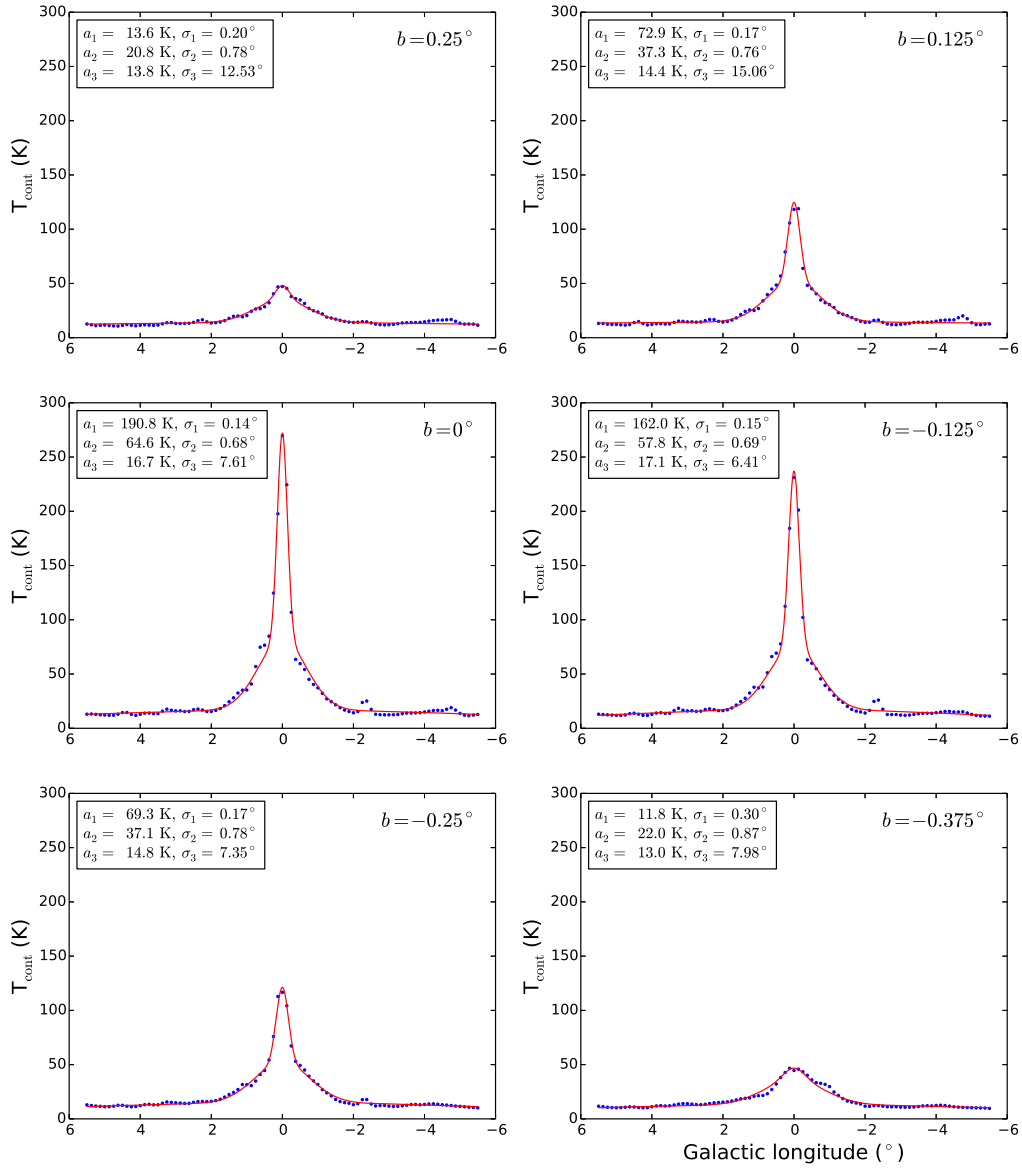 a₁ = 13.6 K, σ₁ = 0.20°
a₂ = 20.8 K, σ₂ = 0.78°
a₃ = 13.8 K, σ₃ = 12.53°
b=0.25°
300
250
200
150
100
50
0
T_cont (K)
6 4 2 0 −2 −4 −6
a₁ = 72.9 K, σ₁ = 0.17°
a₂ = 37.3 K, σ₂ = 0.76°
a₃ = 14.4 K, σ₃ = 15.06°
b=0.125°
300
250
200
150
100
50
0
T_cont (K)
6 4 2 0 −2 −4 −6
a₁ = 190.8 K, σ₁ = 0.14°
a₂ = 64.6 K, σ₂ = 0.68°
a₃ = 16.7 K, σ₃ = 7.61°
b=0°
300
250
200
150
100
50
0
T_cont (K)
6 4 2 0 −2 −4 −6
a₁ = 162.0 K, σ₁ = 0.15°
a₂ = 57.8 K, σ₂ = 0.69°
a₃ = 17.1 K, σ₃ = 6.41°
b=−0.125°
300
250
200
150
100
50
0
T_cont (K)
6 4 2 0 −2 −4 −6
a₁ = 69.3 K, σ₁ = 0.17°
a₂ = 37.1 K, σ₂ = 0.78°
a₃ = 14.8 K, σ₃ = 7.35°
b=−0.25°
300
250
200
150
100
50
0
T_cont (K)
6 4 2 0 −2 −4 −6
a₁ = 11.8 K, σ₁ = 0.30°
a₂ = 22.0 K, σ₂ = 0.87°
a₃ = 13.0 K, σ₃ = 7.98°
b=−0.375°
300
250
200
150
100
50
0
T_cont (K)
6 4 2 0 −2 −4 −6
Galactic longitude (°)